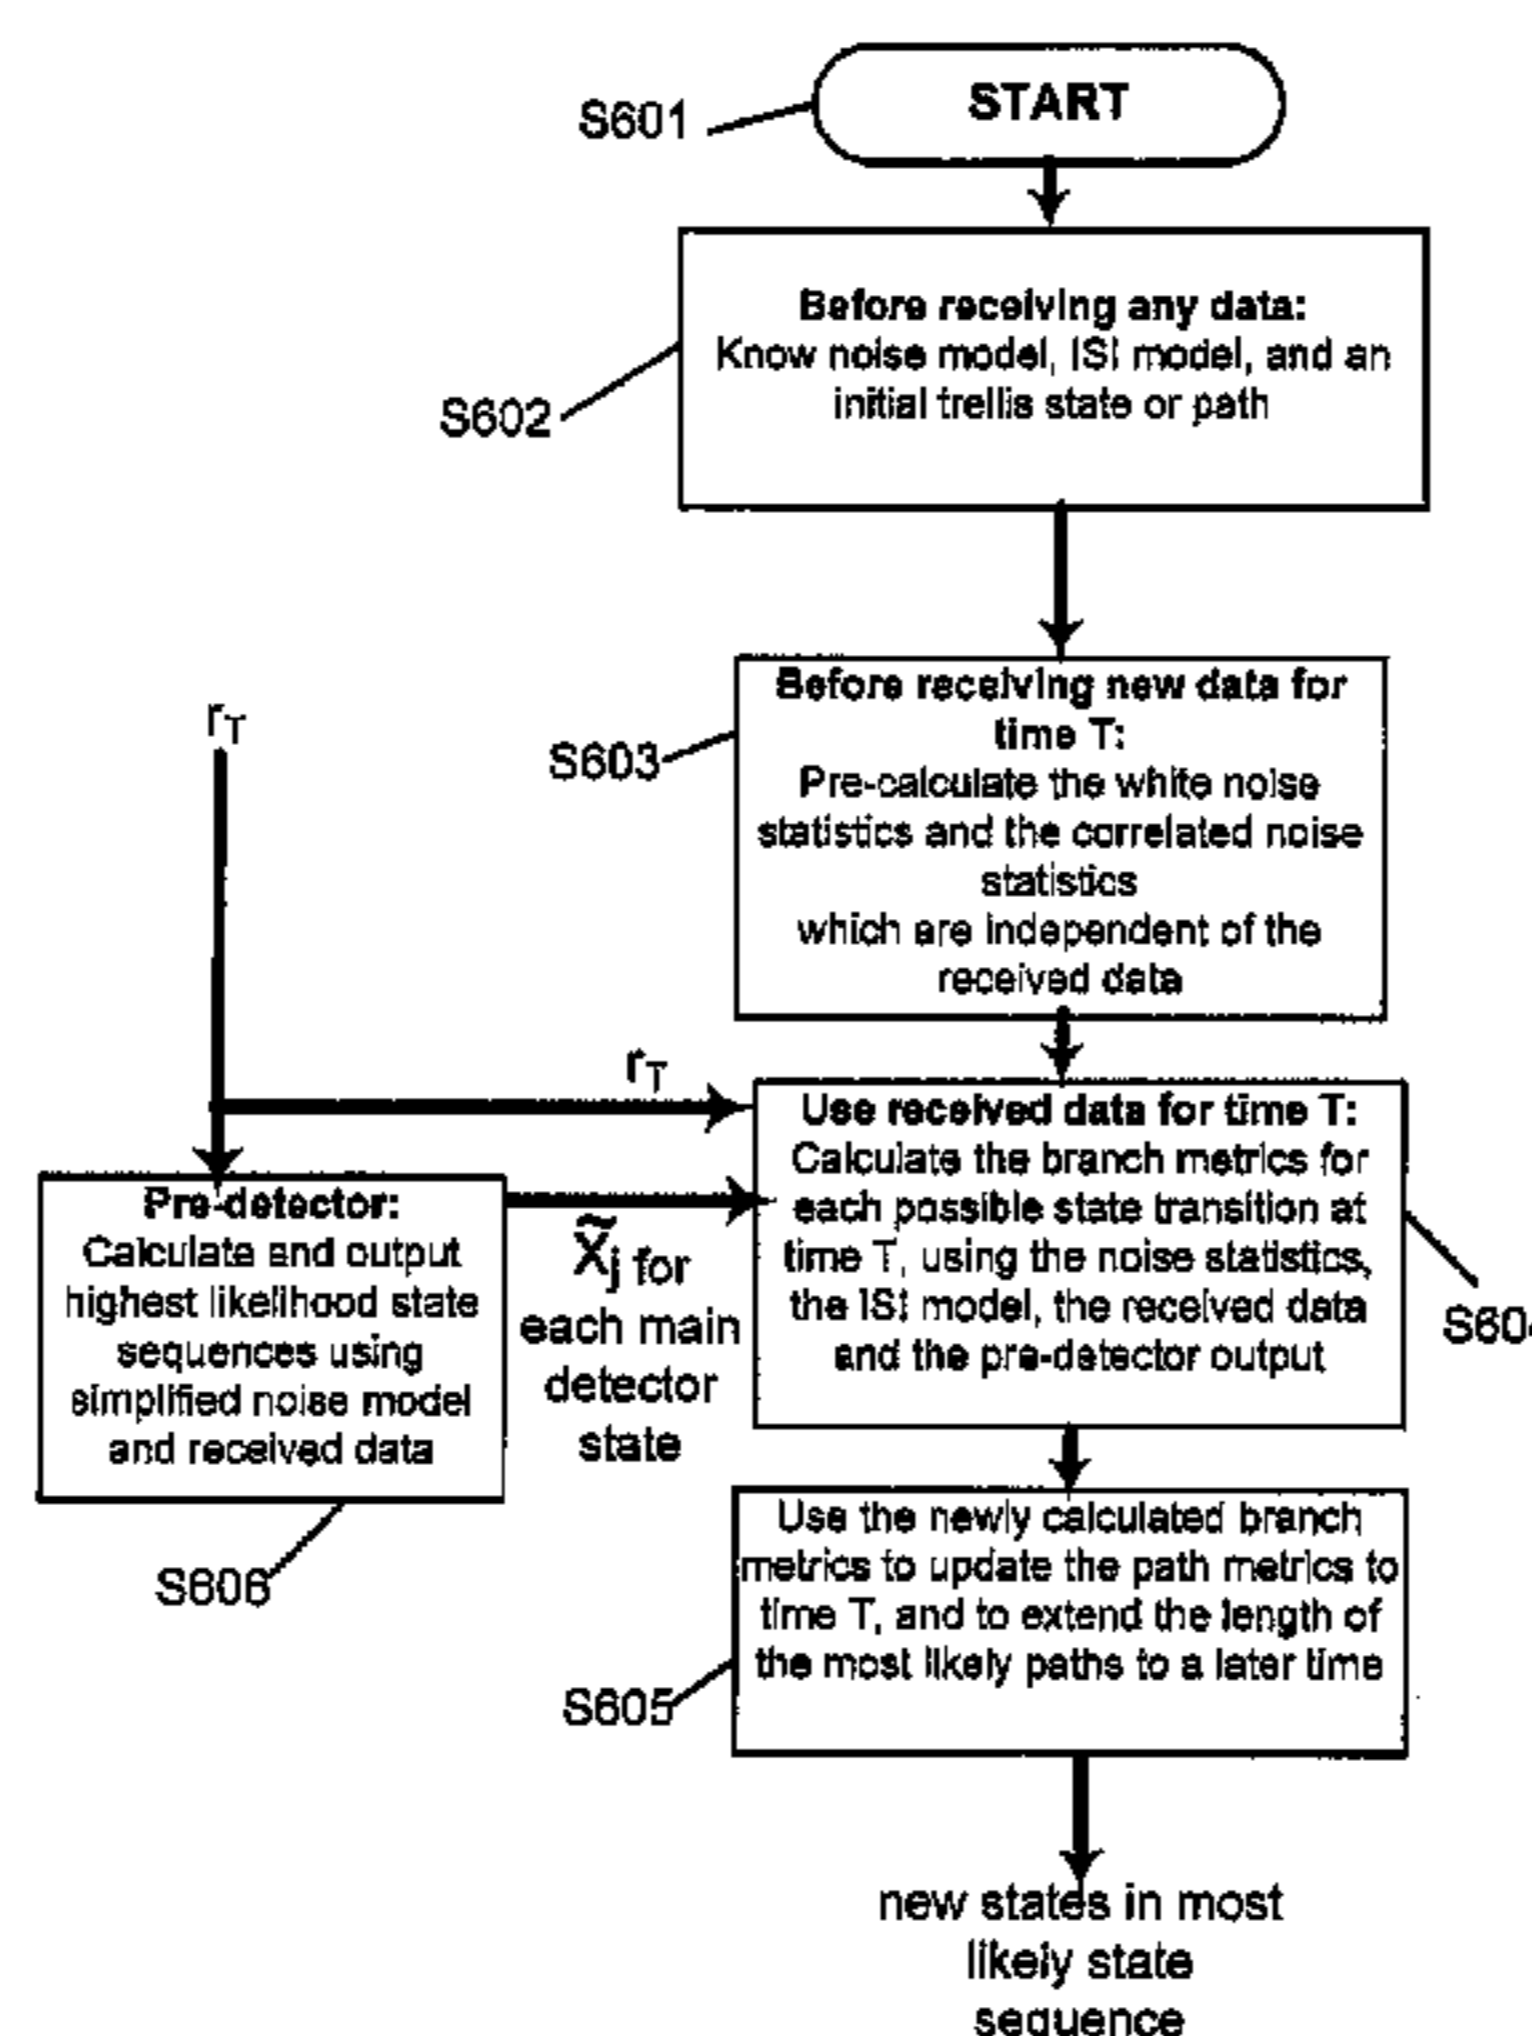 START
S601
Before receiving any data:
Know noise model, ISI model, and an
initial trellis state or path
S602
Before receiving new data for
time T:
Pre-calculate the white noise
statistics and the correlated noise
statistics
which are independent of the
received data
S603
rT
rT
Use received data for time T:
Calculate the branch metrics for
each possible state transition at
time T, using the noise statistics,
the ISI model, the received data
and the pre-detector output
S604
Pre-detector:
Calculate and output
highest likelihood state
sequences using
simplified noise model
and received data
S606
X̃j for
each main
detector
state
Use the newly calculated branch
metrics to update the path metrics to
time T, and to extend the length of
the most likely paths to a later time
S605
new states in most
likely state
sequence